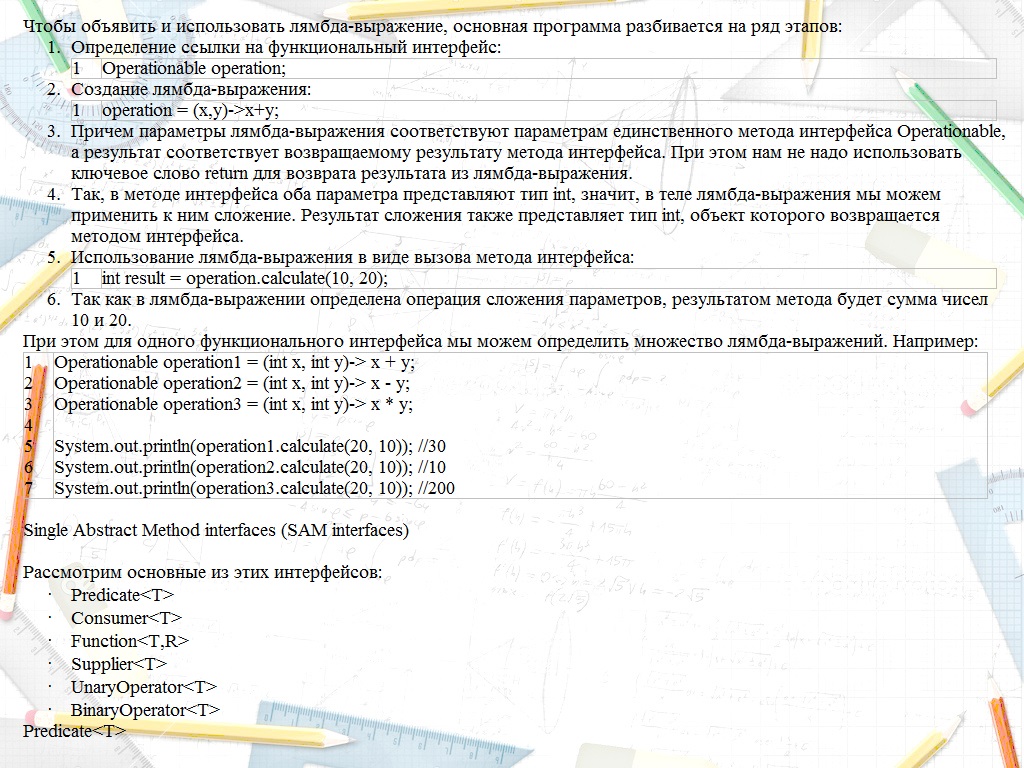 Чтобы объявить и использовать лямбда-выражение, основная программа разбивается на ряд этапов:
1. Определение ссылки на функциональный интерфейс:
1 Operationable operation;
2. Создание лямбда-выражения:
1 operation = (x,y)->x+y;
3. Причем параметры лямбда-выражения соответствуют параметрам единственного метода интерфейса Operationable,
а результат соответствует возвращаемому результату метода интерфейса. При этом нам не надо использовать
ключевое слово return для возврата результата из лямбда-выражения.
4. Так, в методе интерфейса оба параметра представляют тип int, значит, в теле лямбда-выражения мы можем
применить к ним сложение. Результат сложения также представляет тип int, объект которого возвращается
методом интерфейса.
5. Использование лямбда-выражения в виде вызова метода интерфейса:
1 int result = operation.calculate(10, 20);
6. Так как в лямбда-выражении определена операция сложения параметров, результатом метода будет сумма чисел
10 и 20.
При этом для одного функционального интерфейса мы можем определить множество лямбда-выражений. Например:
1 Operationable operation1 = (int x, int y)-> x + y;
2 Operationable operation2 = (int x, int y)-> x - y;
3 Operationable operation3 = (int x, int y)-> x * y;
4
5 System.out.println(operation1.calculate(20, 10)); //30
6 System.out.println(operation2.calculate(20, 10)); //10
7 System.out.println(operation3.calculate(20, 10)); //200
Single Abstract Method interfaces (SAM interfaces)
Рассмотрим основные из этих интерфейсов:
· Predicate<T>
· Consumer<T>
· Function<T,R>
· Supplier<T>
· UnaryOperator<T>
· BinaryOperator<T>
Predicate<T>